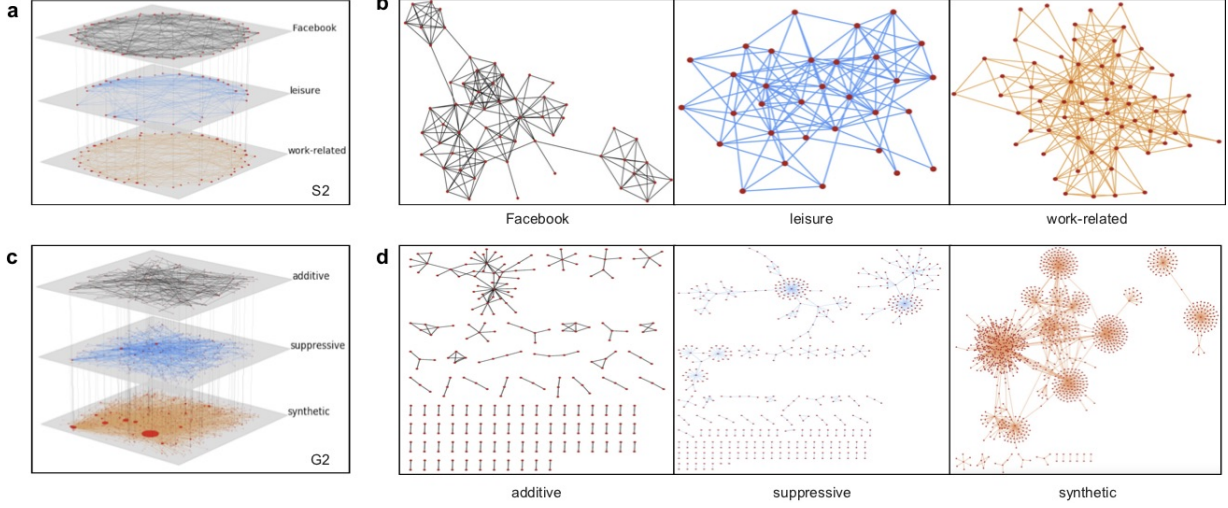 a
Facebook
leisure
work-related
S2
b
Facebook
leisure
work-related
c
additive
suppressive
synthetic
G2
d
additive
suppressive
synthetic